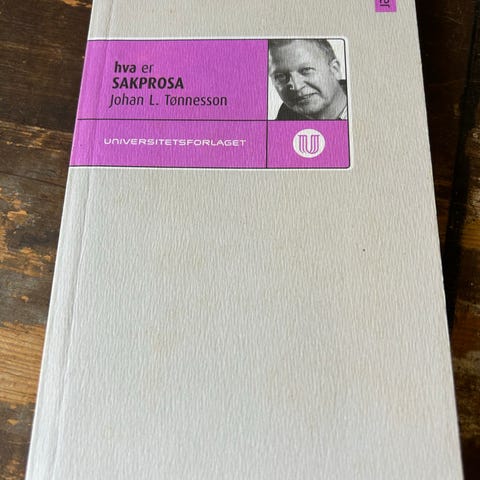 hva er
SAKPROSA
Johan L. Tønnesson
UNIVERSITETSFORLAGET
U